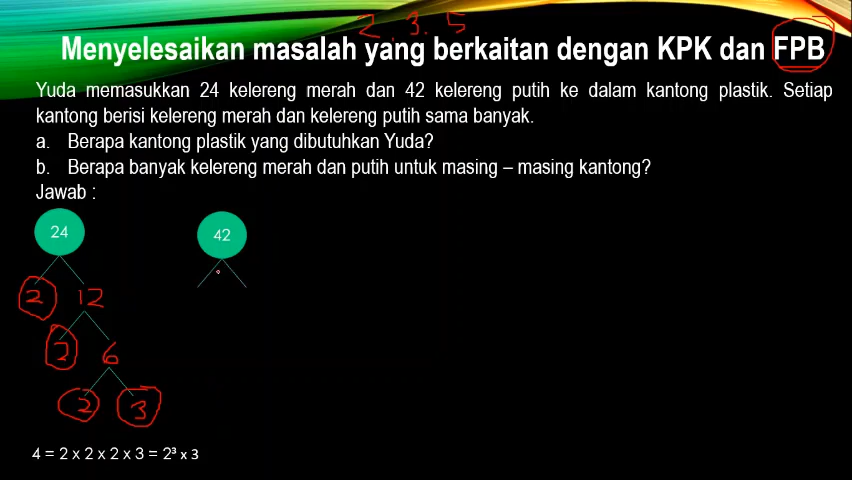 2. 3. 5
Menyelesaikan masalah yang berkaitan dengan KPK dan FPB
Yuda memasukkan 24 kelereng merah dan 42 kelereng putih ke dalam kantong plastik. Setiap
kantong berisi kelereng merah dan kelereng putih sama banyak.
a. Berapa kantong plastik yang dibutuhkan Yuda?
b. Berapa banyak kelereng merah dan putih untuk masing – masing kantong?
Jawab :
24 42
2 12
2 6
2 3
4 = 2 x 2 x 2 x 3 = 2³ x 3